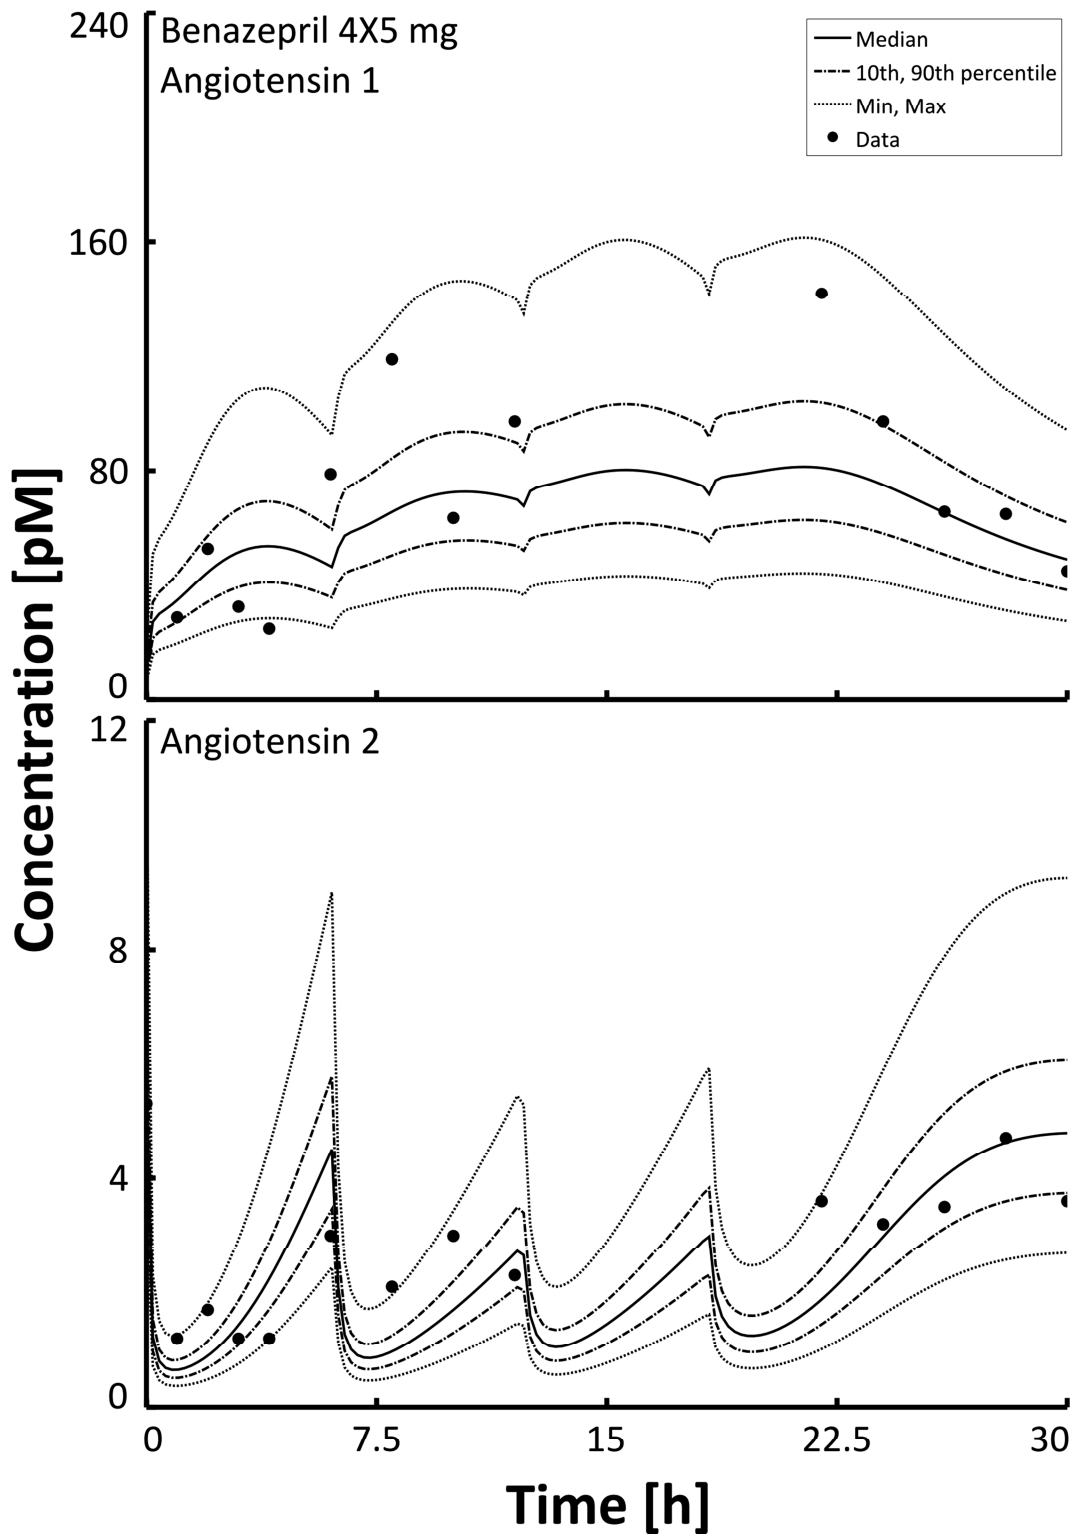 Benazepril 4X5 mg
Angiotensin 1
Median
10th, 90th percentile
Min, Max
Data
240
160
80
0
Concentration [pM]
Angiotensin 2
12
8
4
0
0 7.5 15 22.5 30
Time [h]